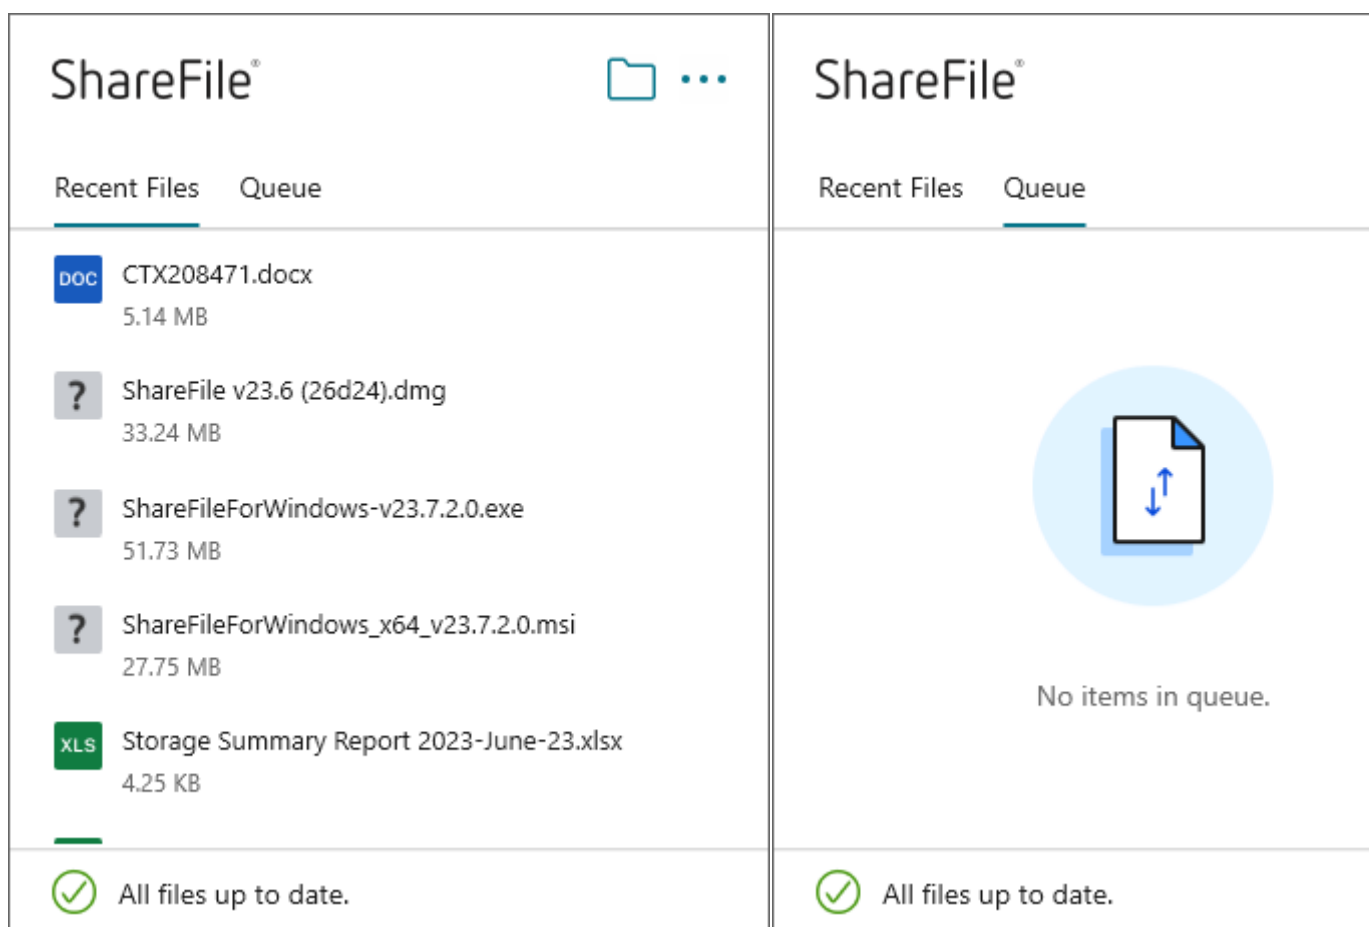 ShareFile®
Recent Files Queue
DOC CTX208471.docx
5.14 MB
? ShareFile v23.6 (26d24).dmg
33.24 MB
? ShareFileForWindows-v23.7.2.0.exe
51.73 MB
? ShareFileForWindows_x64_v23.7.2.0.msi
27.75 MB
XLS Storage Summary Report 2023-June-23.xlsx
4.25 KB
All files up to date.
ShareFile®
Recent Files Queue
No items in queue.
All files up to date.